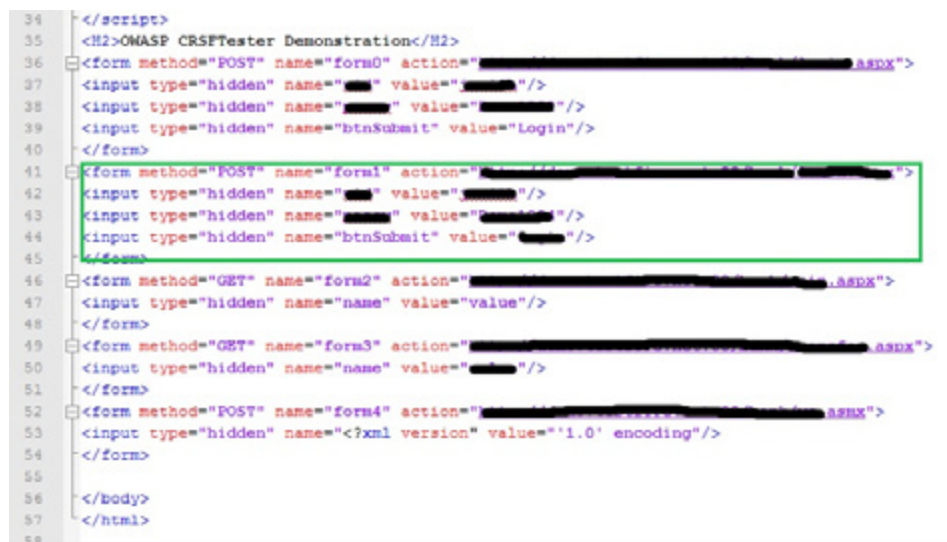 34 </script>
35 <H2>OWASP CRSFTester Demonstration</H2>
36 <form method="POST" name="form0" action=" .aspx">
37 <input type="hidden" name=" " value=" "/>
38 <input type="hidden" name=" " value=" "/>
39 <input type="hidden" name="btnSubmit" value="Login"/>
40 </form>
41 <form method="POST" name="form1" action=" ">
42 <input type="hidden" name=" " value=" "/>
43 <input type="hidden" name=" " value=" "/>
44 <input type="hidden" name="btnSubmit" value=" "/>
45 </form>
46 <form method="GET" name="form2" action=" .aspx">
47 <input type="hidden" name="name" value="value"/>
48 </form>
49 <form method="GET" name="form3" action=" .aspx">
50 <input type="hidden" name="name" value=" "/>
51 </form>
52 <form method="POST" name="form4" action=" .asmx">
53 <input type="hidden" name="<?xml version" value="'1.0' encoding"/>
54 </form>
55
56 </body>
57 </html>
58